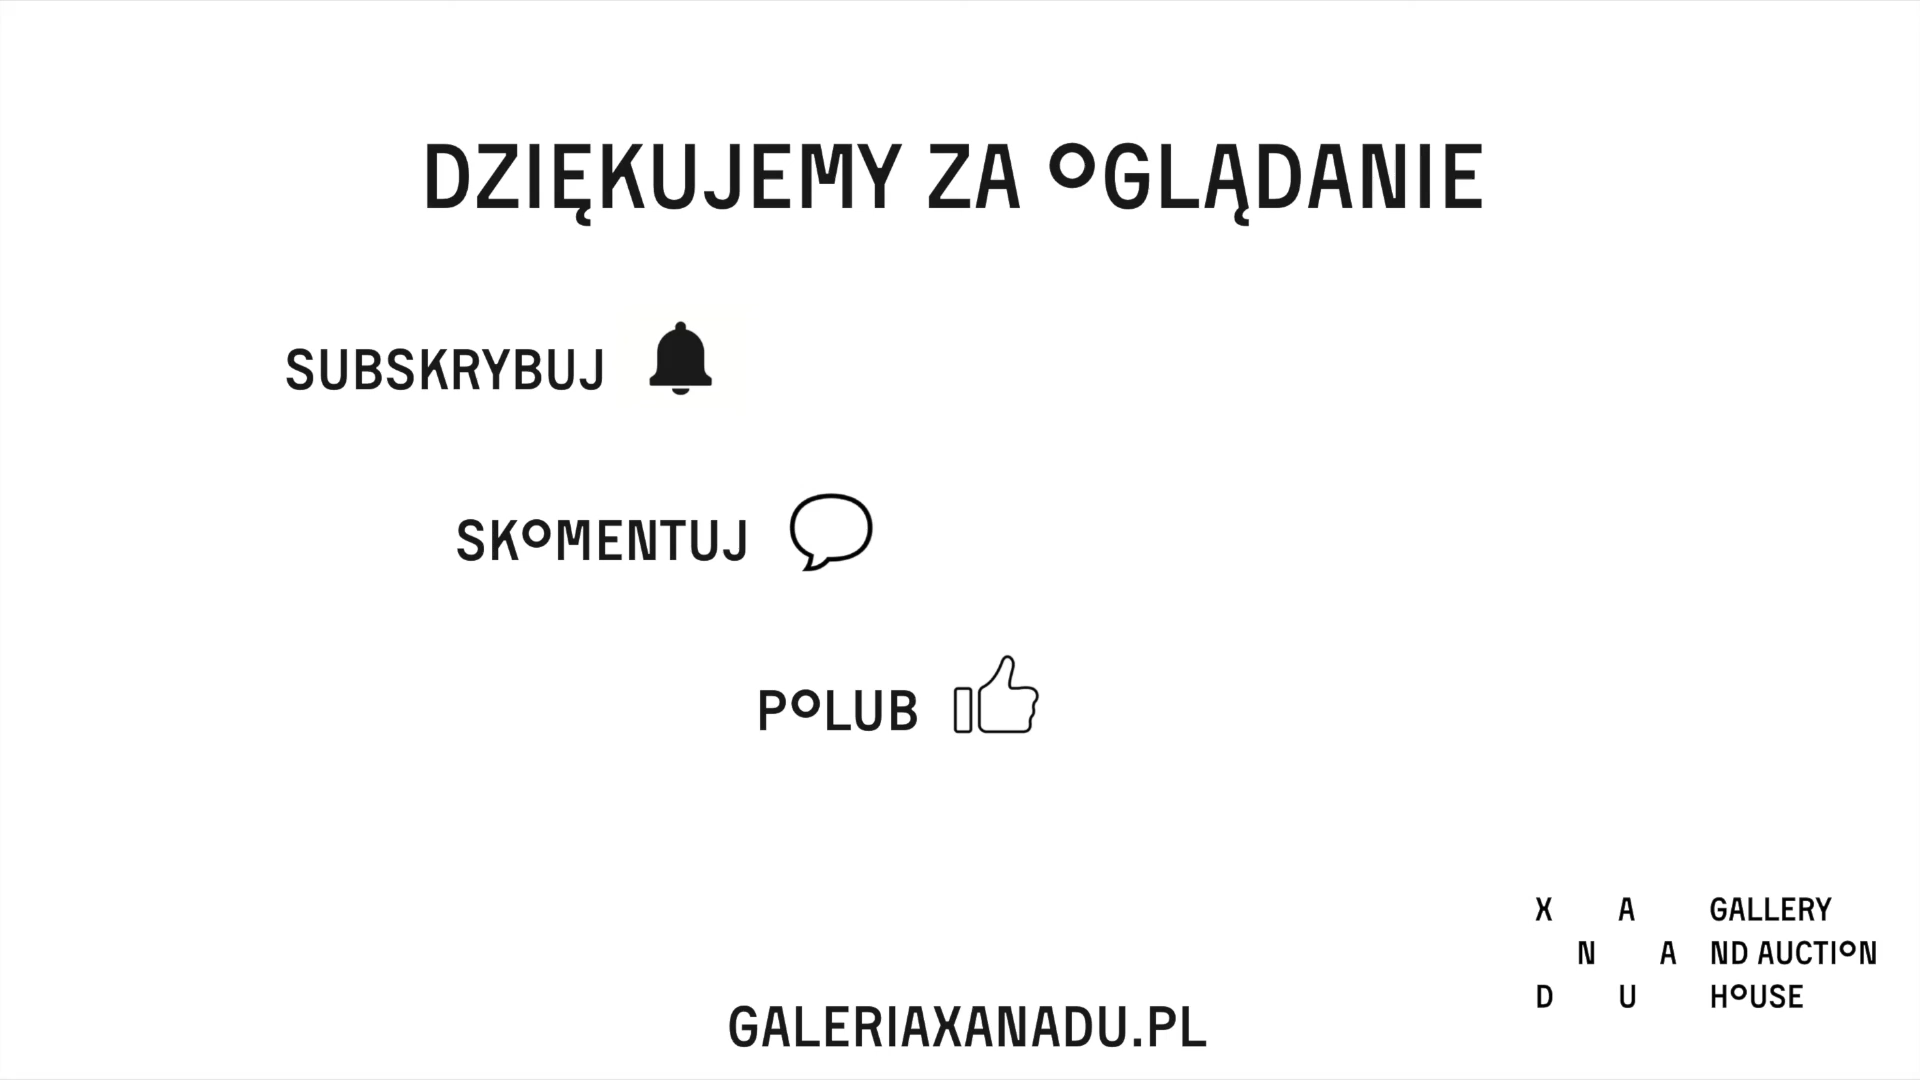 DZIĘKUJEMY ZA OGLĄDANIE
SUBSKRYBUJ
SKOMENTUJ
POLUB
X A GALLERY
N A ND AUCTION
D U HOUSE
GALERIAXANADU.PL